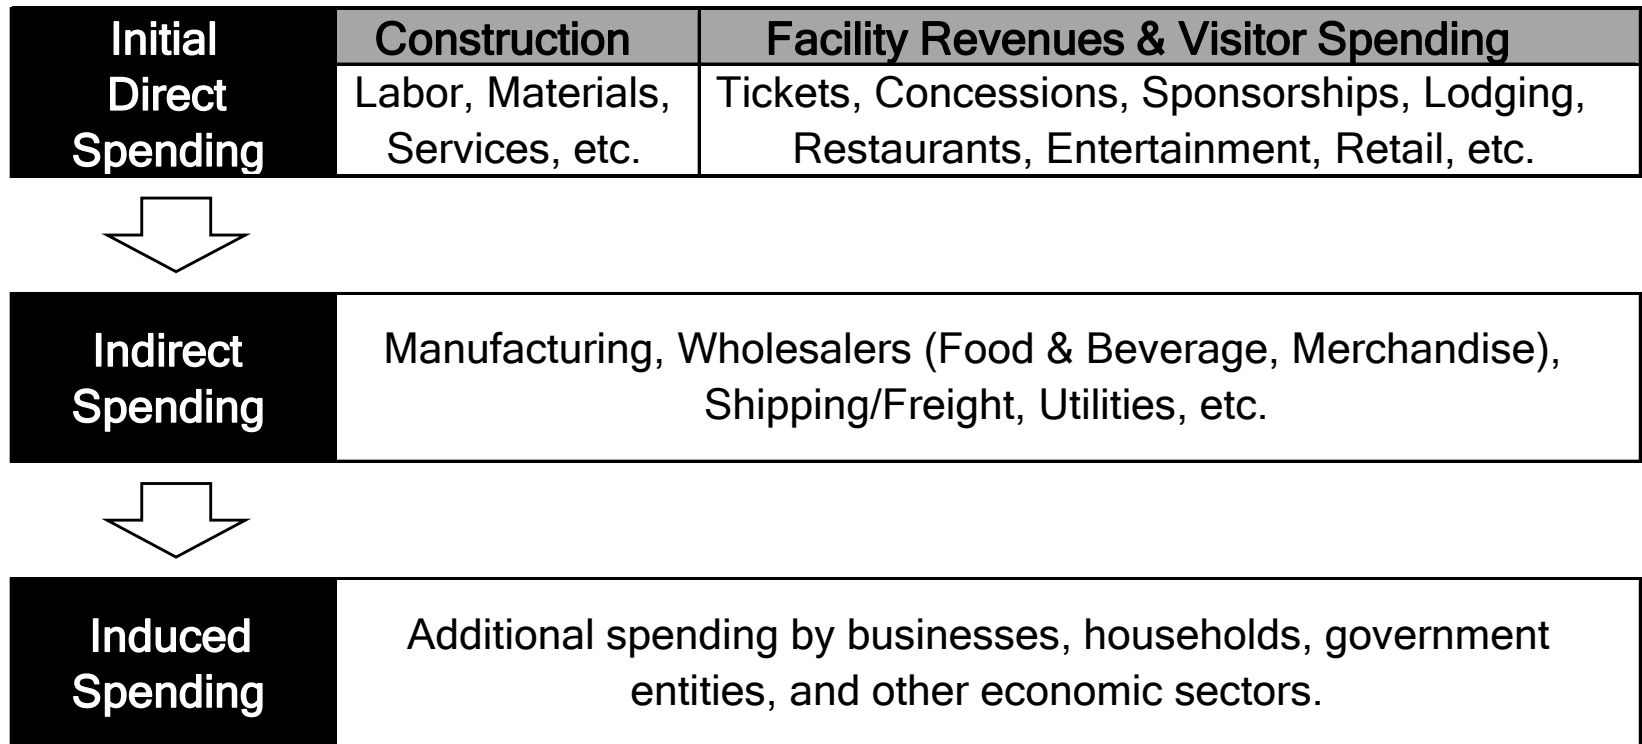 Initial
Direct
Spending
Construction
Labor, Materials,
Services, etc.
Facility Revenues & Visitor Spending
Tickets, Concessions, Sponsorships, Lodging,
Restaurants, Entertainment, Retail, etc.
Indirect
Spending
Manufacturing, Wholesalers (Food & Beverage, Merchandise),
Shipping/Freight, Utilities, etc.
Induced
Spending
Additional spending by businesses, households, government
entities, and other economic sectors.